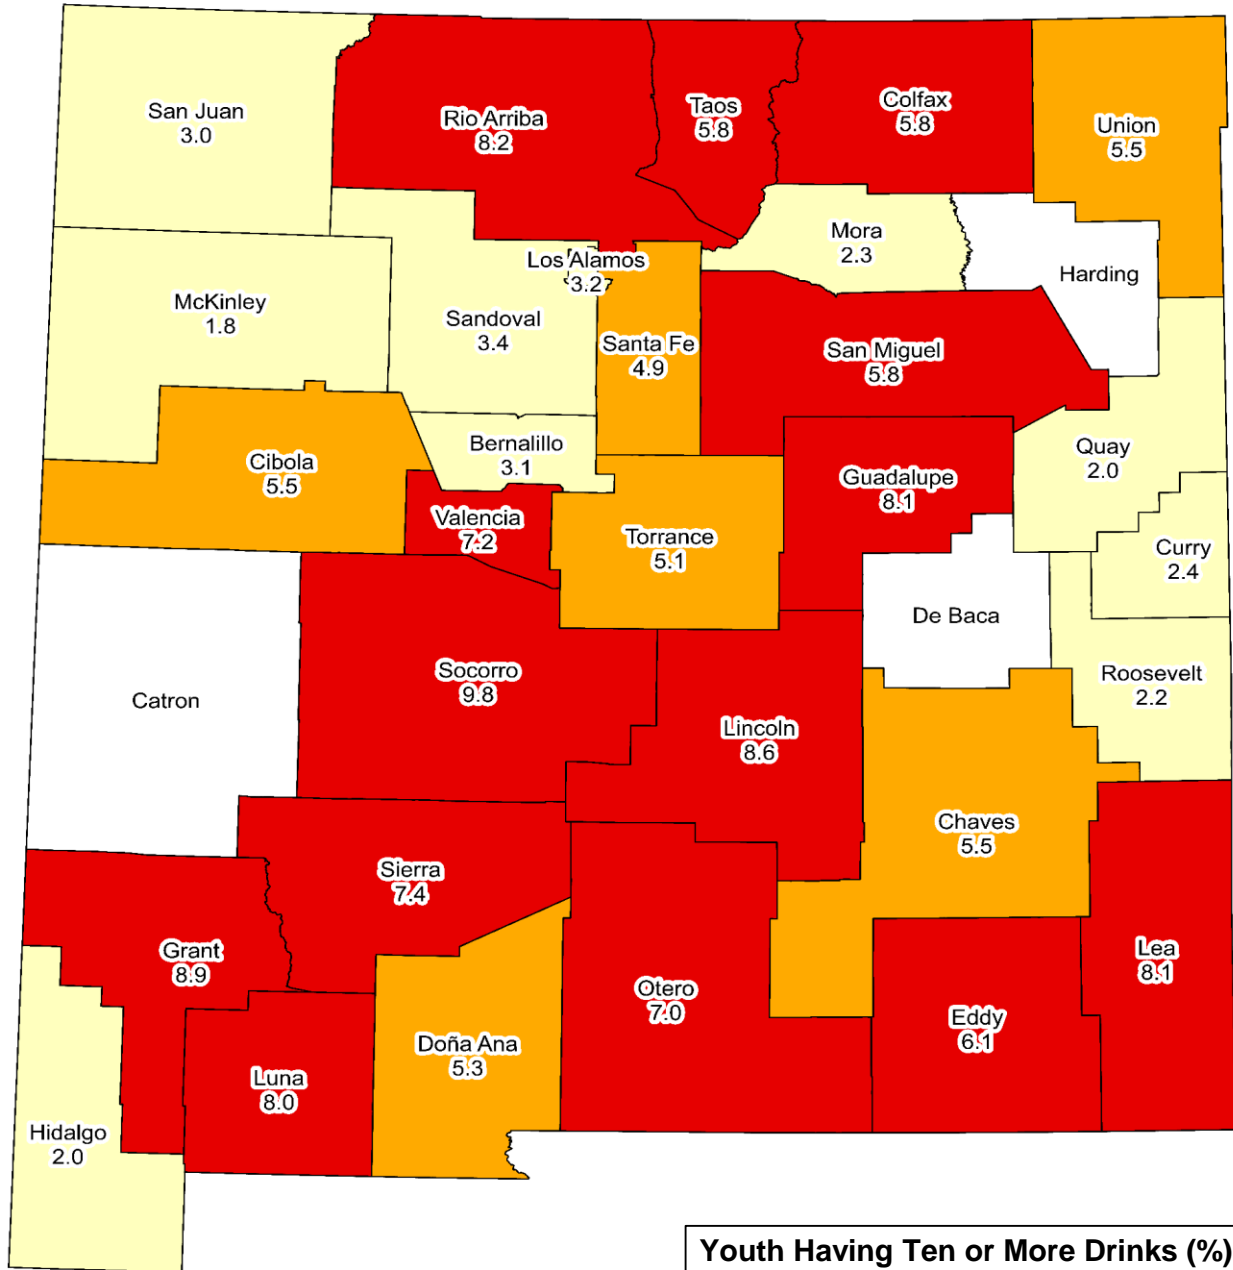 San Juan
3.0
Rio Arriba
8.2
Taos
5.8
Colfax
5.8
Union
5.5
Mora
2.3
Harding
Los Alamos
3.2
McKinley
1.8
Sandoval
3.4
Santa Fe
4.9
San Miguel
5.8
Quay
2.0
Bernalillo
3.1
Cibola
5.5
Guadalupe
8.1
Valencia
7.2
Torrance
5.1
Curry
2.4
De Baca
Roosevelt
2.2
Socorro
9.8
Catron
Lincoln
8.6
Chaves
5.5
Sierra
7.4
Grant
8.9
Lea
8.1
Otero
7.0
Eddy
6.1
Doña Ana
5.3
Luna
8.0
Hidalgo
2.0
Youth Having Ten or More Drinks (%)